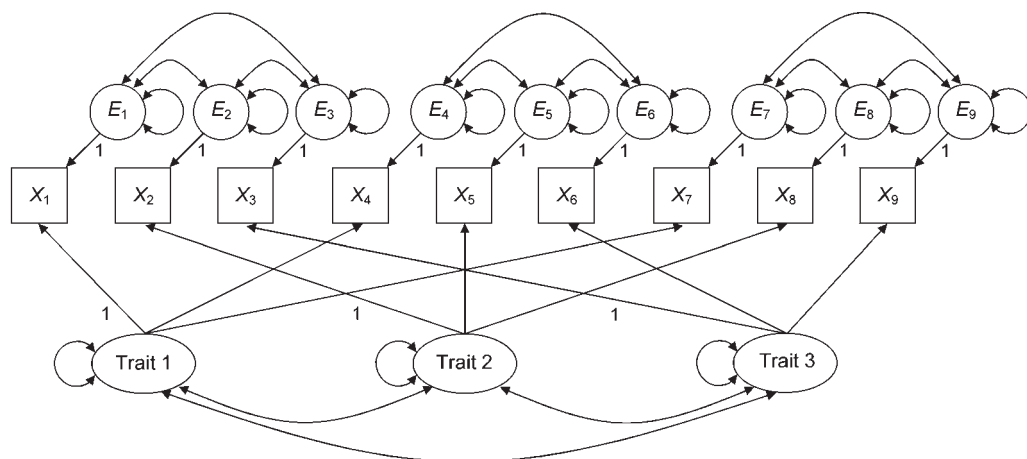 E1 E2 E3 E4 E5 E6 E7 E8 E9
1 1 1 1 1 1 1 1 1
X1 X2 X3 X4 X5 X6 X7 X8 X9
1 1 1
Trait 1 Trait 2 Trait 3